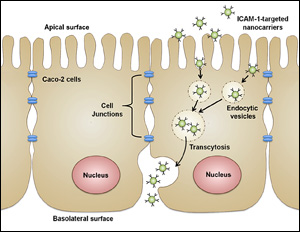 Apical surface
ICAM-1-targeted
nanocarriers
Caco-2 cells
Cell
Junctions
Endocytic
vesicles
Transcytosis
Nucleus
Nucleus
Basolateral surface